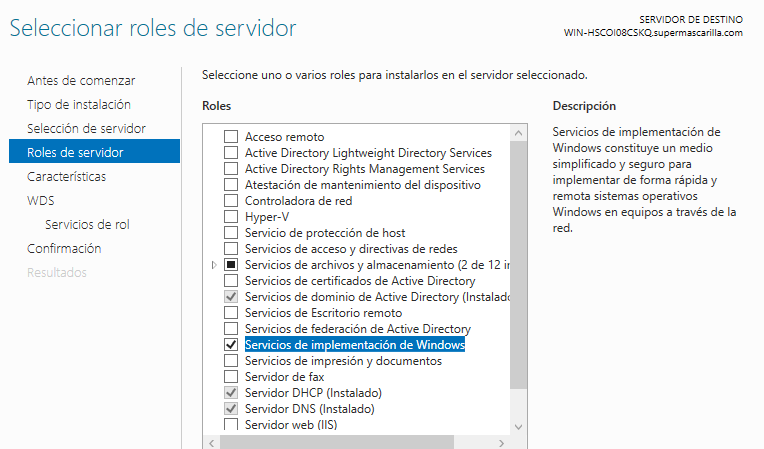 Seleccionar roles de servidor
SERVIDOR DE DESTINO
WIN-HSCOI08CSKQ.supermascarilla.com
Antes de comenzar
Tipo de instalación
Selección de servidor
Roles de servidor
Características
WDS
Servicios de rol
Confirmación
Resultados
Seleccione uno o varios roles para instalarlos en el servidor seleccionado.
Roles
Acceso remoto
Active Directory Lightweight Directory Services
Active Directory Rights Management Services
Atestación de mantenimiento del dispositivo
Controladora de red
Hyper-V
Servicio de protección de host
Servicios de acceso y directivas de redes
Servicios de archivos y almacenamiento (2 de 12 in
Servicios de certificados de Active Directory
Servicios de dominio de Active Directory (Instalado
Servicios de Escritorio remoto
Servicios de federación de Active Directory
Servicios de implementación de Windows
Servicios de impresión y documentos
Servidor de fax
Servidor DHCP (Instalado)
Servidor DNS (Instalado)
Servidor web (IIS)
Descripción
Servicios de implementación de
Windows constituye un medio
simplificado y seguro para
implementar de forma rápida y
remota sistemas operativos
Windows en equipos a través de la
red.